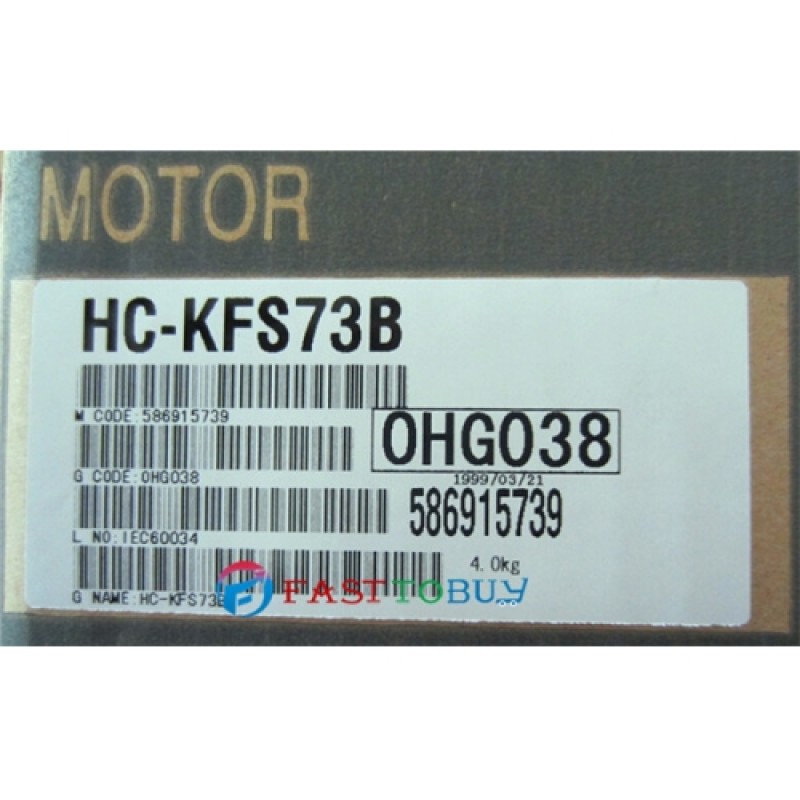 MOTOR
HC-KFS73B
M CODE:586915739
OHG038
G CODE:OHG038
1999/03/21
586915739
L NO:IEC60034
4.0kg
G NAME:HC-KFS73B
FASTTOBUY